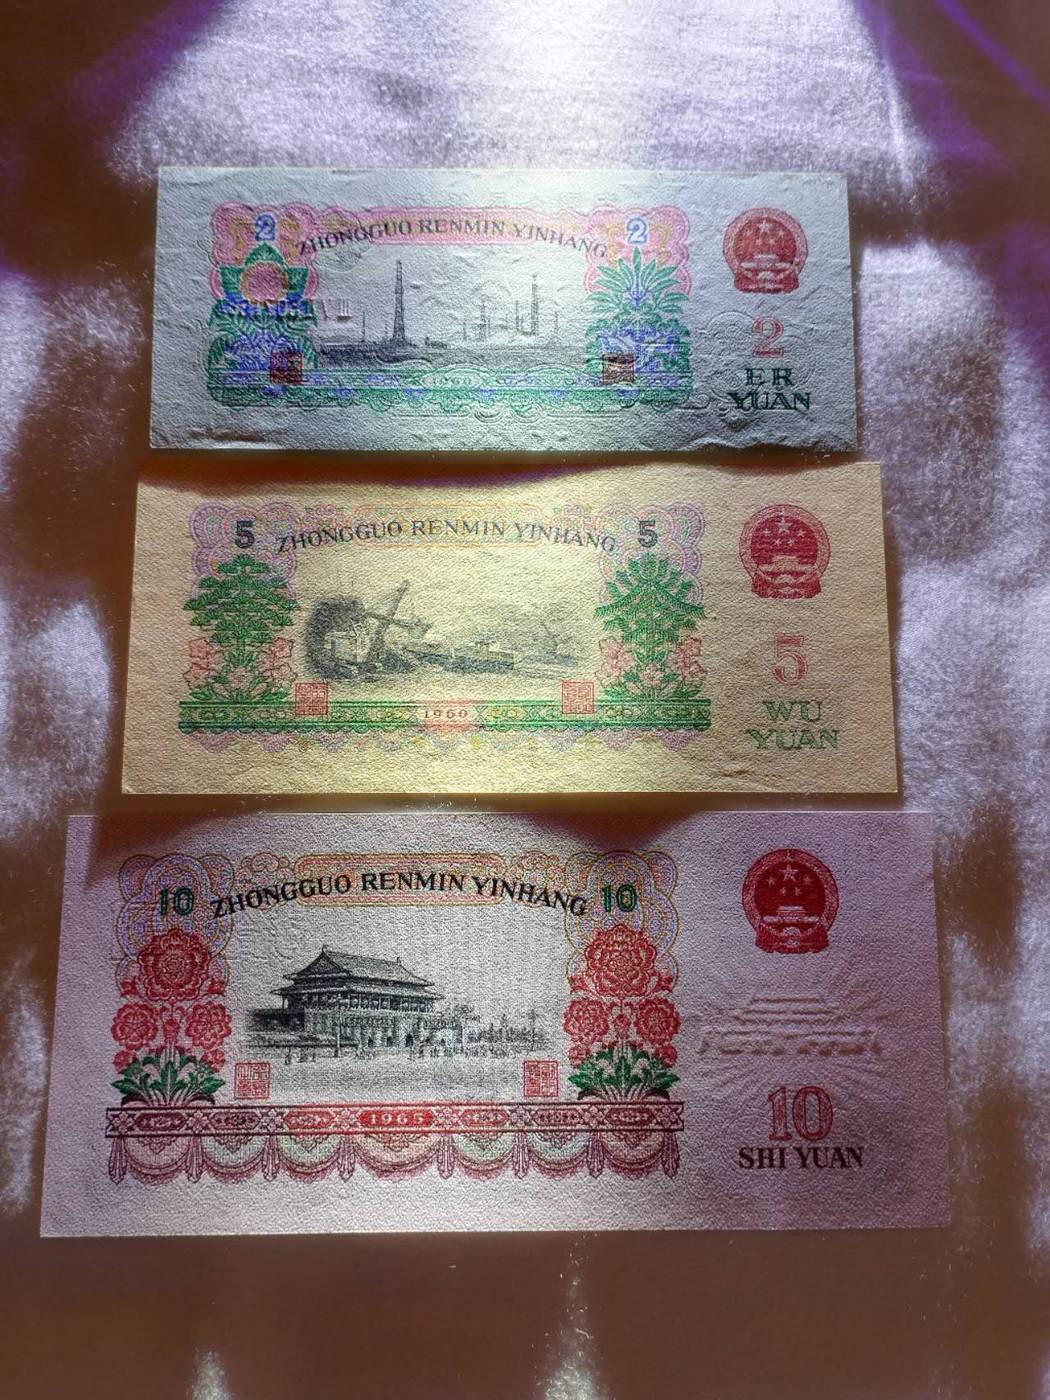 2 ZHONGGUO RENMIN YINHANG 2
1960
2
ER
YUAN
5 ZHONGGUO RENMIN YINHANG 5
1960
5
WU
YUAN
10 ZHONGGUO RENMIN YINHANG 10
1965
10
SHI YUAN